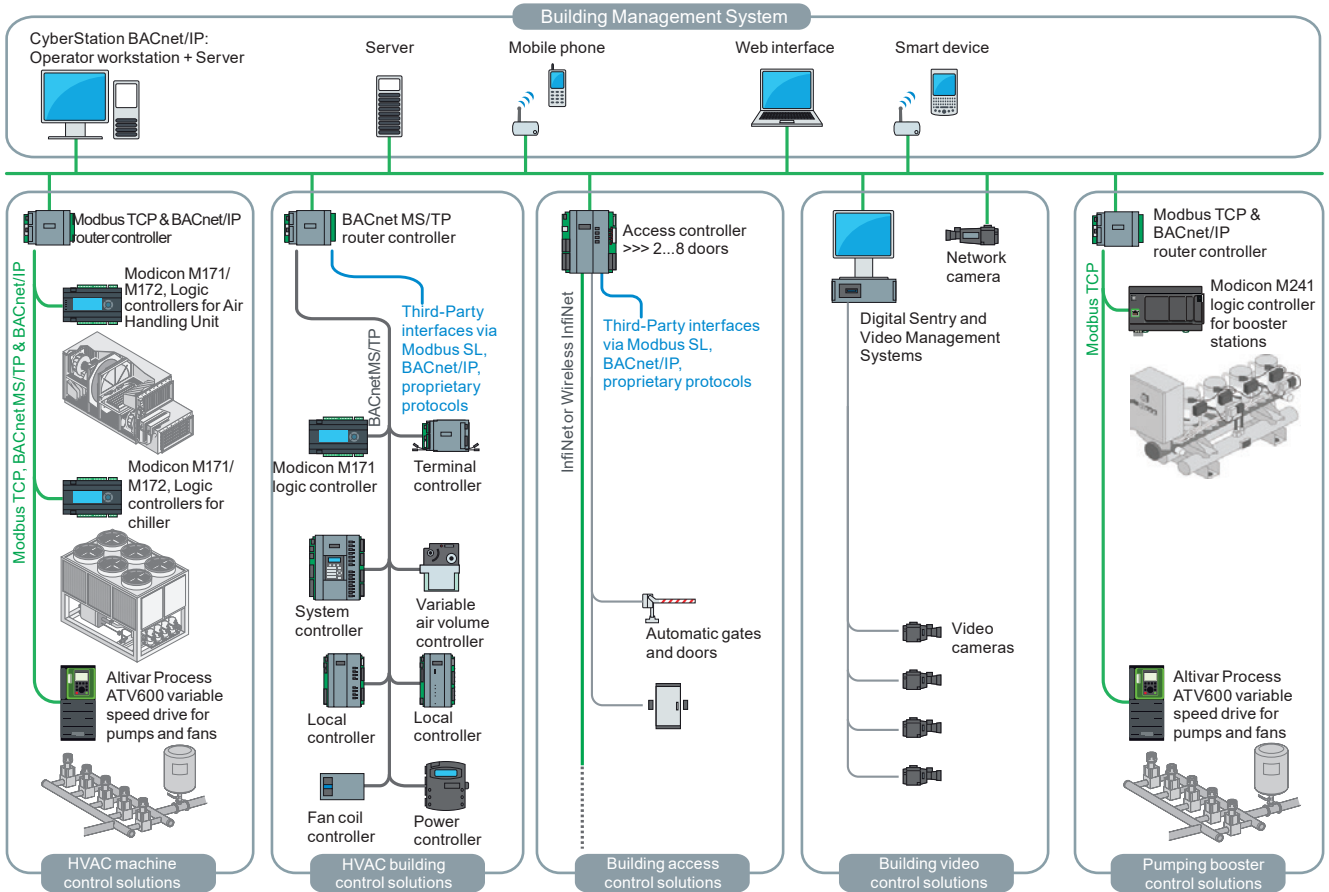 Building Management System
CyberStation BACnet/IP:
Operator workstation + Server
Server
Mobile phone
Web interface
Smart device
Modbus TCP & BACnet/IP
router controller
Modbus TCP, BACnet MS/TP & BACnet/IP
Modicon M171/
M172, Logic
controllers for Air
Handling Unit
Modicon M171/
M172, Logic
controllers for
chiller
Altivar Process
ATV600 variable
speed drive for
pumps and fans
HVAC machine
control solutions
BACnet MS/TP
router controller
Third-Party
interfaces via
Modbus SL,
BACnet/IP,
proprietary
protocols
BACnetMS/TP
Modicon M171
logic controller
Terminal
controller
System
controller
Variable
air volume
controller
Local
controller
Local
controller
Fan coil
controller
Power
controller
HVAC building
control solutions
Access controller
>>> 2...8 doors
Third-Party interfaces
via Modbus SL,
BACnet/IP,
proprietary protocols
InfiNet or Wireless InfiNet
Automatic gates
and doors
Building access
control solutions
Network
camera
Digital Sentry and
Video Management
Systems
Video
cameras
Building video
control solutions
Modbus TCP &
BACnet/IP
router controller
Modbus TCP
Modicon M241
logic controller
for booster
stations
Altivar Process
ATV600 variable
speed drive for
pumps and fans
Pumping booster
control solutions